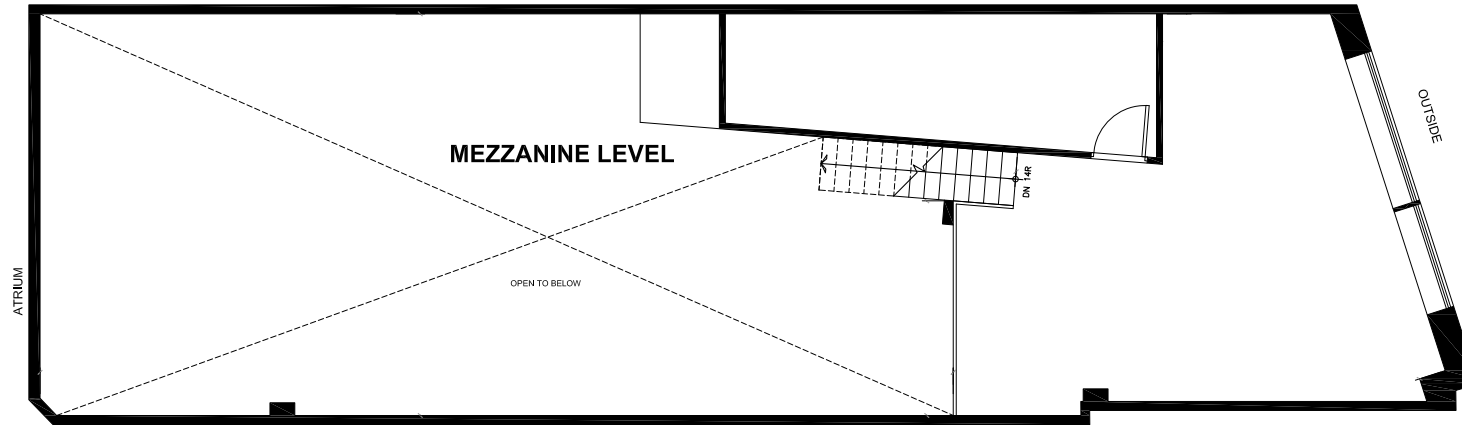 MEZZANINE LEVEL
OUTSIDE
DN 14R
ATRIUM
OPEN TO BELOW